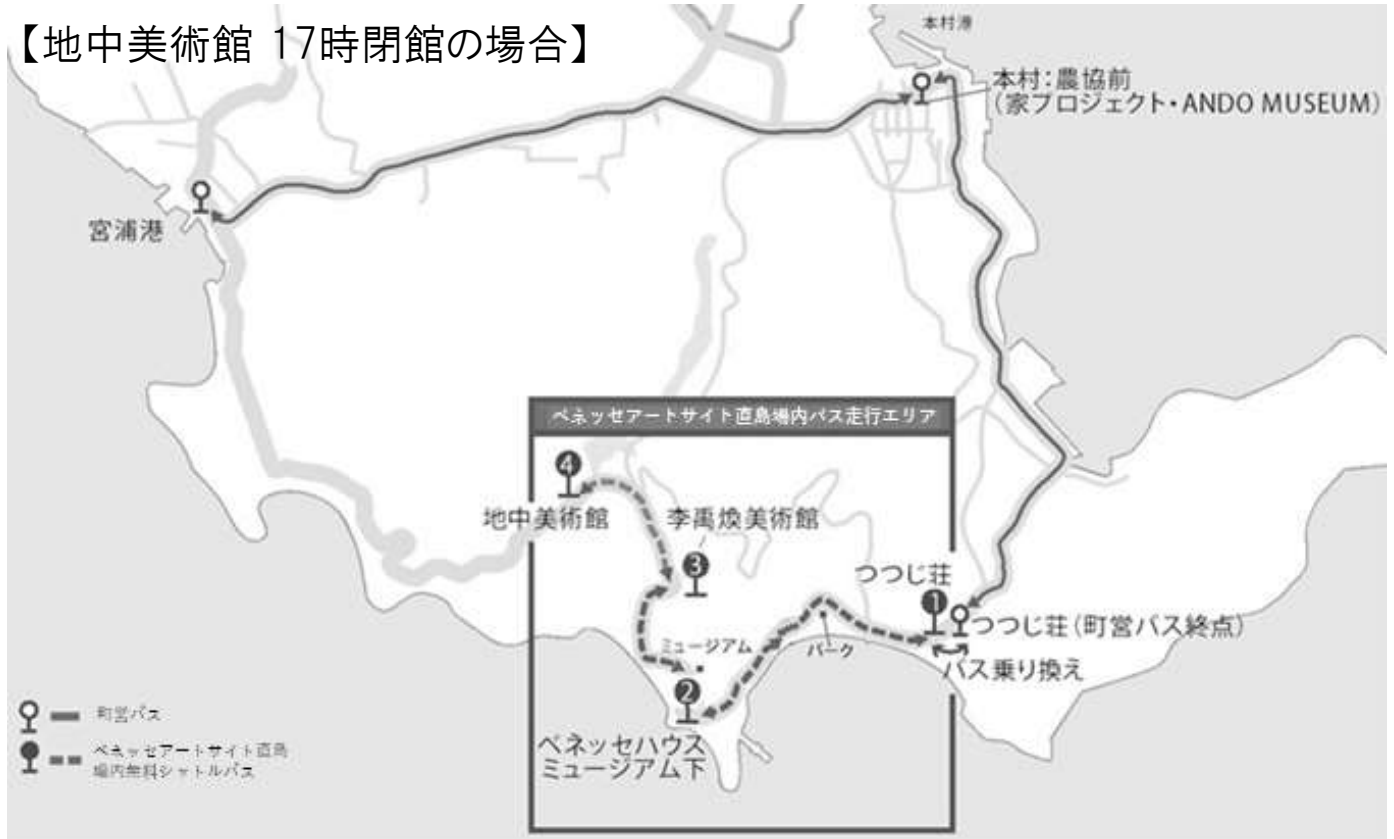 【地中美術館 17時閉館の場合】
本村港
本村：農協前
（家プロジェクト・ANDO MUSEUM）
宮浦港
ベネッセアートサイト直島場内バス走行エリア
4
地中美術館
李禹煥美術館
3
つつじ荘
1
つつじ荘（町営バス終点）
バス乗り換え
ミュージアム
パーク
2
ベネッセハウス
ミュージアム下
町営バス
ベネッセアートサイト直島
場内無料シャトルバス